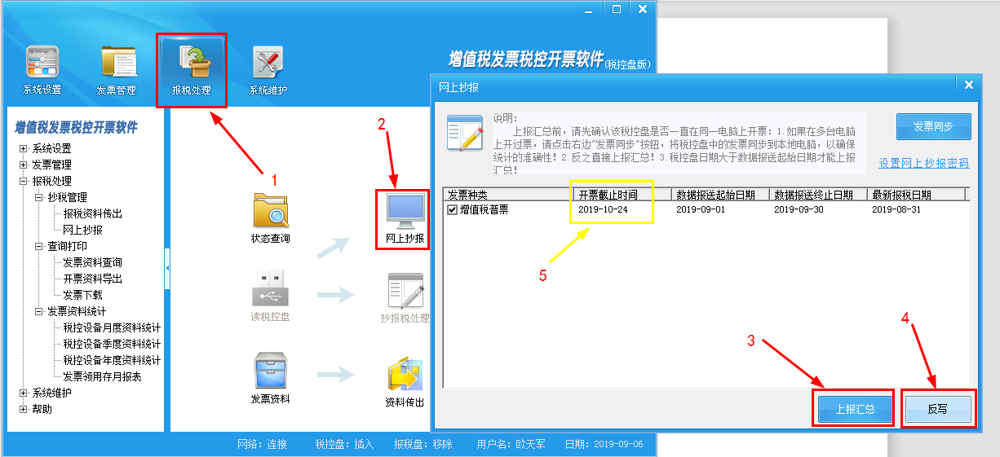 系统设置
发票管理
报税处理
系统维护
增值税发票税控开票软件(税控盘版)
增值税发票税控开票软件
系统设置
发票管理
报税处理
抄税管理
报税资料传出
网上抄报
查询打印
发票资料查询
开票资料导出
发票下载
发票资料统计
税控设备月度资料统计
税控设备季度资料统计
税控设备年度资料统计
发票领用存月报表
系统维护
帮助
1
2
状态查询
网上抄报
读税控盘
抄报税处理
发票资料
资料传出
网络：连接 税控盘：插入 报税盘：移除 用户名：欧天军 日期：2019-09-06
网上抄报
说明：
上报汇总前，请先确认该税控盘是否一直在同一电脑上开票：1.如果在多台电脑
上开过票，请点击右边"发票同步"按钮，将税控盘中的发票同步到本地电脑，以确保
统计的准确性！2.反之直接上报汇总！3.税控盘日期大于数据报送起始日期才能上报
汇总！
发票同步
设置网上抄报密码
发票种类 开票截止时间 数据报送起始日期 数据报送终止日期 最新报税日期
增值税普票 2019-10-24 2019-09-01 2019-09-30 2019-08-31
5
3
4
上报汇总
反写